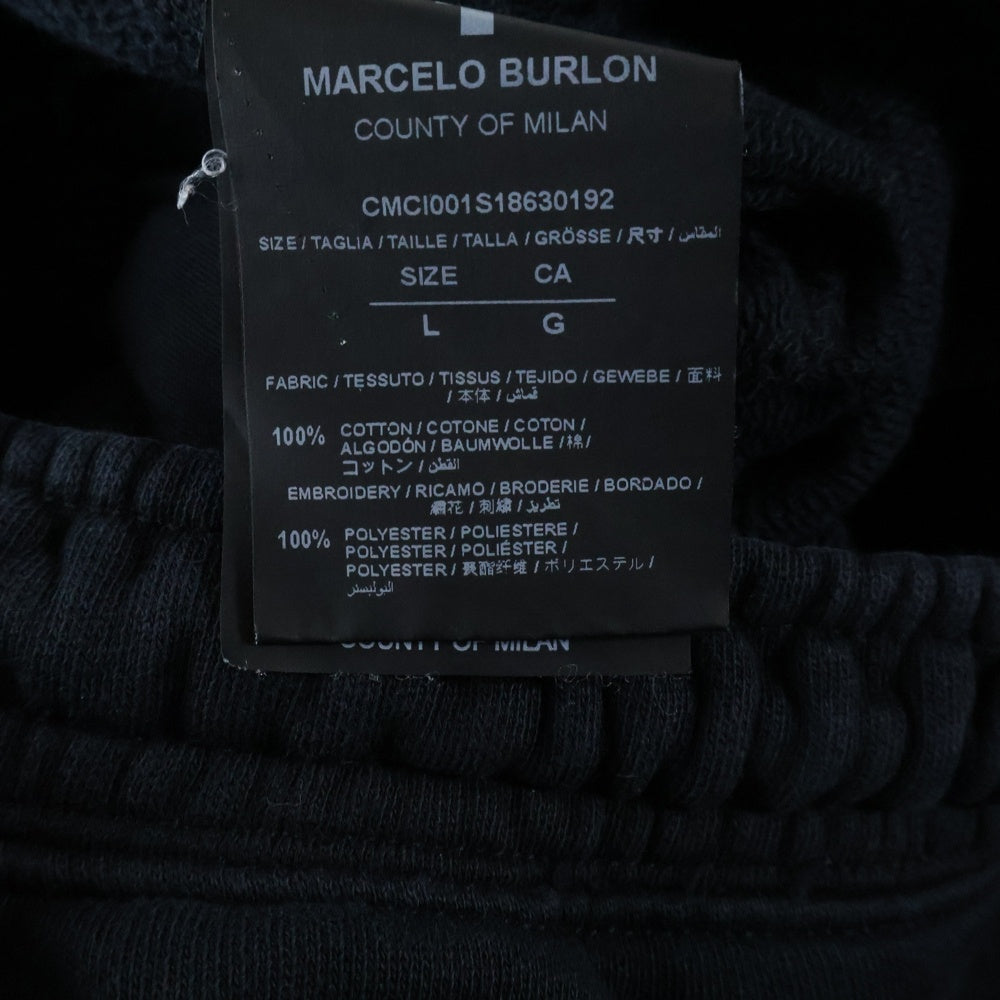 MARCELO BURLON
COUNTY OF MILAN
CMCI001S18630192
SIZE / TAGLIA / TAILLE / TALLA / GRÖSSE / 尺寸 / المقاس
SIZE CA
L G
FABRIC / TESSUTO / TISSUS / TEJIDO / GEWEBE / 面料
/ 本体 / قماش
100% COTTON / COTONE / COTON /
ALGODÓN / BAUMWOLLE / 棉 /
コットン / القطن
EMBROIDERY / RICAMO / BRODERIE / BORDADO /
繍花 / 刺繍 / تطريز
100% POLYESTER / POLIESTERE /
POLYESTER / POLIÉSTER /
POLYESTER / 聚酯纤维 / ポリエステル /
البوليستر
COUNTY OF MILAN